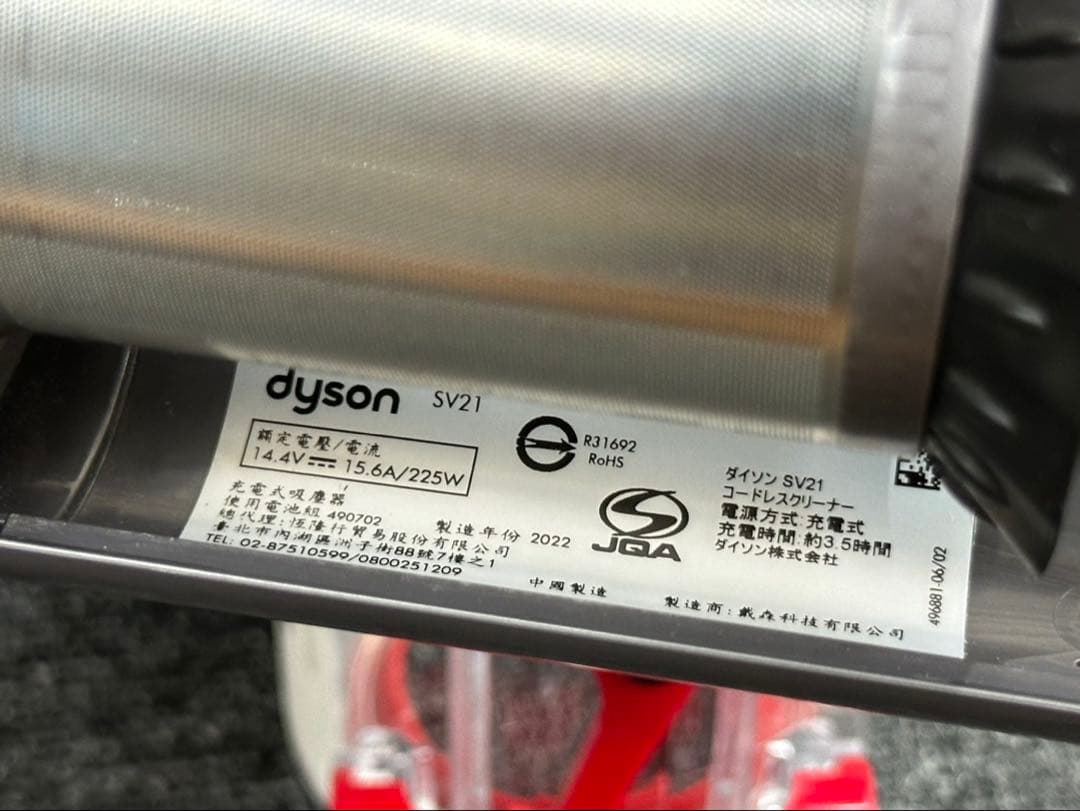 dyson SV21
額定電壓/電流
14.4V 15.6A/225W
R31692
RoHS
充電式吸塵器
使用電池組 490702
總代理:恆隆行貿易股份有限公司
臺北市內湖區洲子街88號7樓之1
TEL: 02-87510599/0800251209
製造年份 2022
中國製造
JQA
ダイソン SV21
コードレスクリーナー
電源方式: 充電式
充電時間: 約3.5時間
ダイソン株式会社
製造商: 戴森科技有限公司
496881-06/02